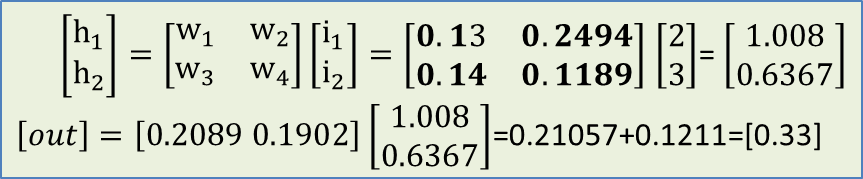 [h₁ h₂] = [w₁ w₂ w₃ w₄] [i₁ i₂] = [0.13 0.2494 0.14 0.1189] [2 3] = [1.008 0.6367]
[out] = [0.2089 0.1902] [1.008 0.6367]=0.21057+0.1211=[0.33]